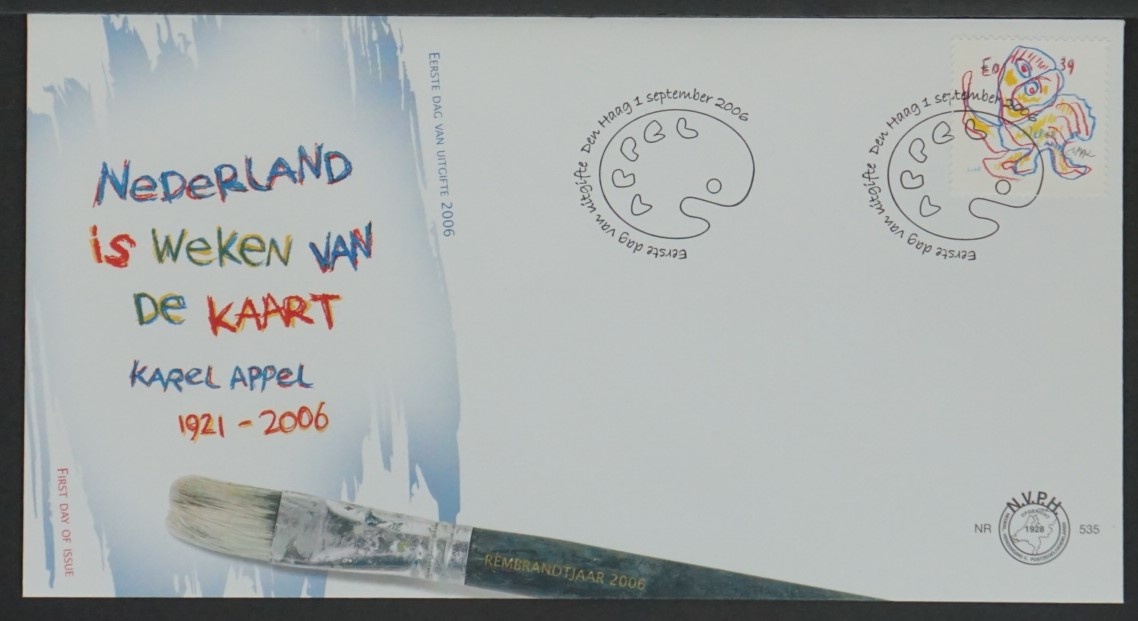 NEDERLAND
is WEKEN VAN
DE KAART
KAREL APPEL
1921 - 2006
FIRST DAY OF ISSUE
EERSTE DAG VAN UITGIFTE 2006
REMBRANDTJAAR 2006
Eerste dag van uitgifte Den Haag 1 september 2006
Eerste dag van uitgifte Den Haag 1 september 2006
€0 39
NR
N.V.P.H.
1928
535